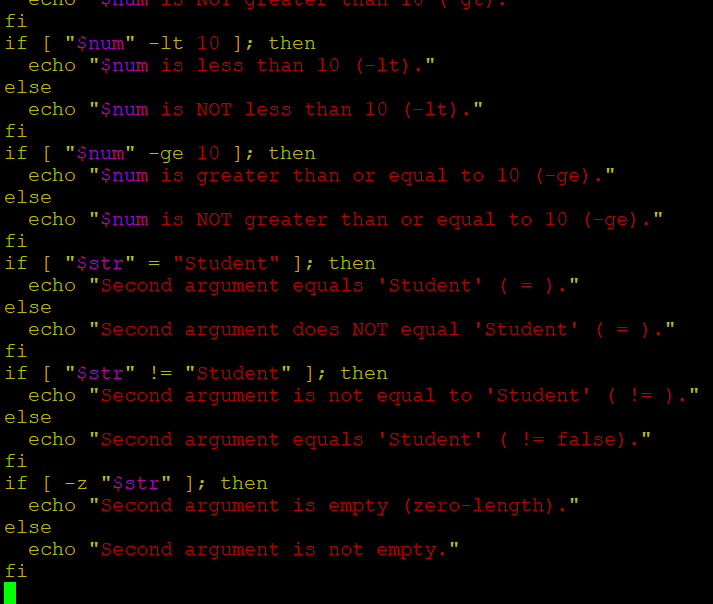 echo "$num is NOT greater than 10 (-gt)."
fi
if [ "$num" -lt 10 ]; then
  echo "$num is less than 10 (-lt)."
else
  echo "$num is NOT less than 10 (-lt)."
fi
if [ "$num" -ge 10 ]; then
  echo "$num is greater than or equal to 10 (-ge)."
else
  echo "$num is NOT greater than or equal to 10 (-ge)."
fi
if [ "$str" = "Student" ]; then
  echo "Second argument equals 'Student' ( = )."
else
  echo "Second argument does NOT equal 'Student' ( = )."
fi
if [ "$str" != "Student" ]; then
  echo "Second argument is not equal to 'Student' ( != )."
else
  echo "Second argument equals 'Student' ( != false)."
fi
if [ -z "$str" ]; then
  echo "Second argument is empty (zero-length)."
else
  echo "Second argument is not empty."
fi